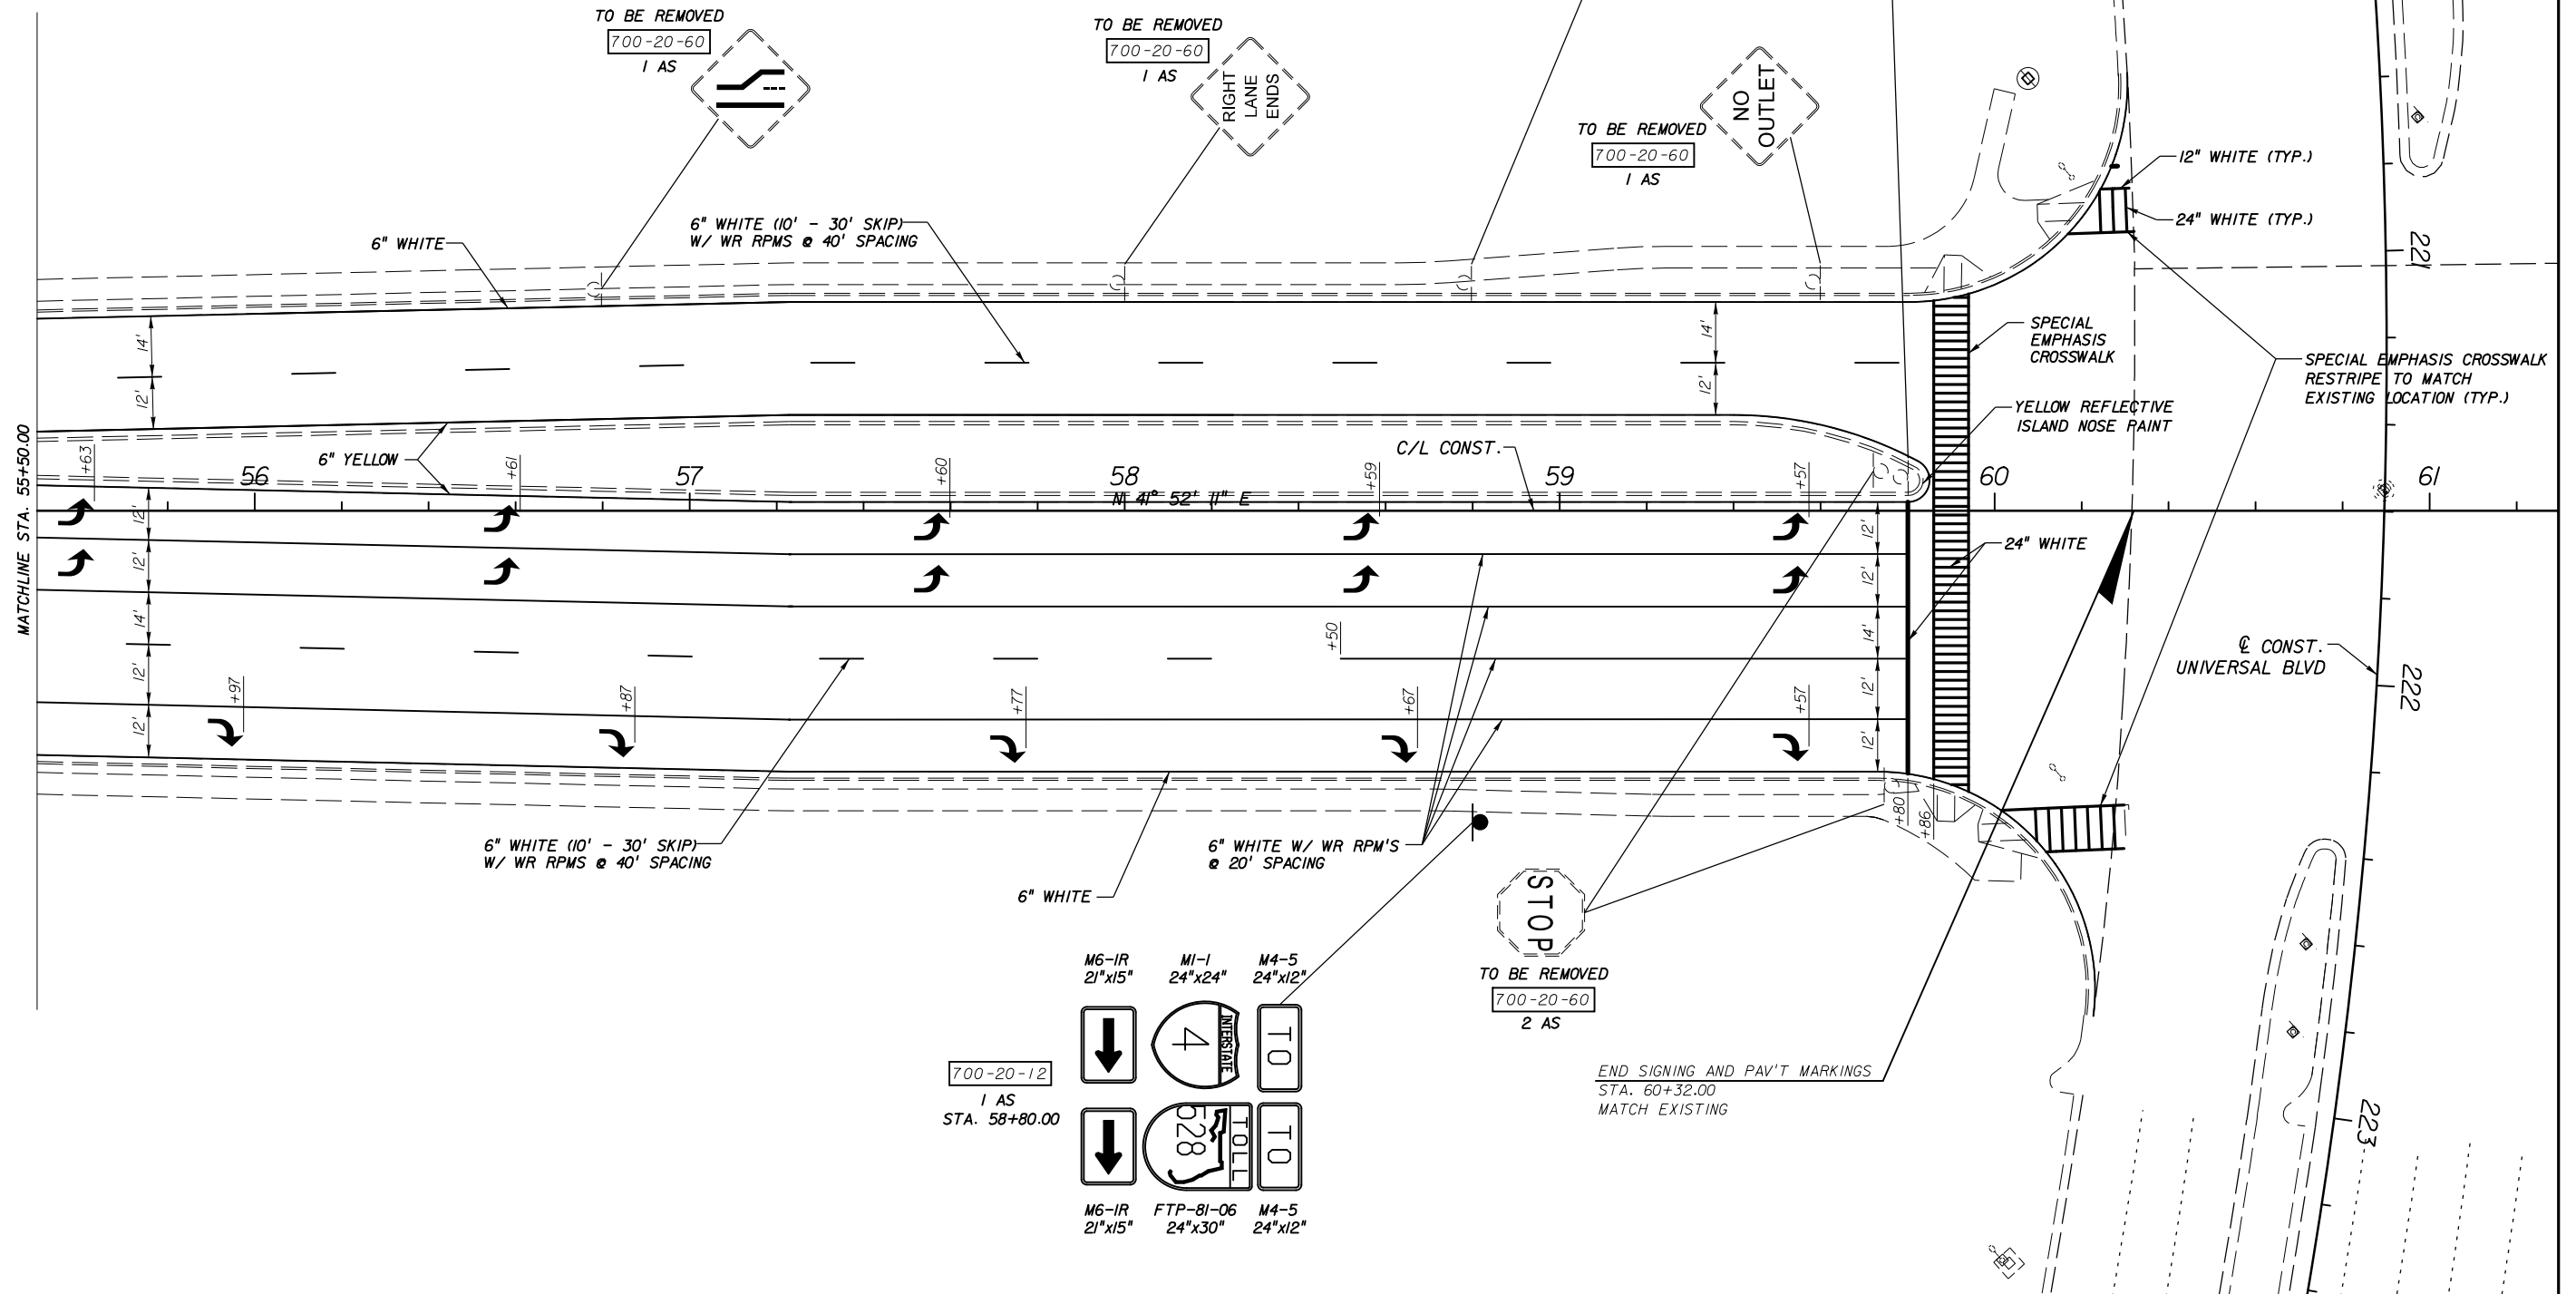 TO BE REMOVED
700-20-60
1 AS
TO BE REMOVED
700-20-60
1 AS
RIGHT
LANE
ENDS
TO BE REMOVED
700-20-60
1 AS
NO
OUTLET
12" WHITE (TYP.)
24" WHITE (TYP.)
6" WHITE
6" WHITE (10' - 30' SKIP)
W/ WR RPMS @ 40' SPACING
221
SPECIAL
EMPHASIS
CROSSWALK
SPECIAL EMPHASIS CROSSWALK
RESTRIPE TO MATCH
EXISTING LOCATION (TYP.)
14'
12'
14'
12'
YELLOW REFLECTIVE
ISLAND NOSE PAINT
MATCHLINE STA. 55+50.00
6" YELLOW
C/L CONST.
+63
56
+61
57
+60
58
+59
59
+57
60
61
N 41° 52' 11" E
12'
12'
14'
12'
12'
12'
12'
14'
12'
12'
24" WHITE
+50
℄ CONST.
UNIVERSAL BLVD
222
+97
+87
+77
+67
+57
+80
+86
6" WHITE (10' - 30' SKIP)
W/ WR RPMS @ 40' SPACING
6" WHITE W/ WR RPM'S
@ 20' SPACING
6" WHITE
STOP
TO BE REMOVED
700-20-60
2 AS
M6-1R
21"x15"
M1-1
24"x24"
M4-5
24"x12"
INTERSTATE
4
TO
700-20-12
1 AS
STA. 58+80.00
TOLL
528
TO
M6-1R
21"x15"
FTP-81-06
24"x30"
M4-5
24"x12"
END SIGNING AND PAV'T MARKINGS
STA. 60+32.00
MATCH EXISTING
223